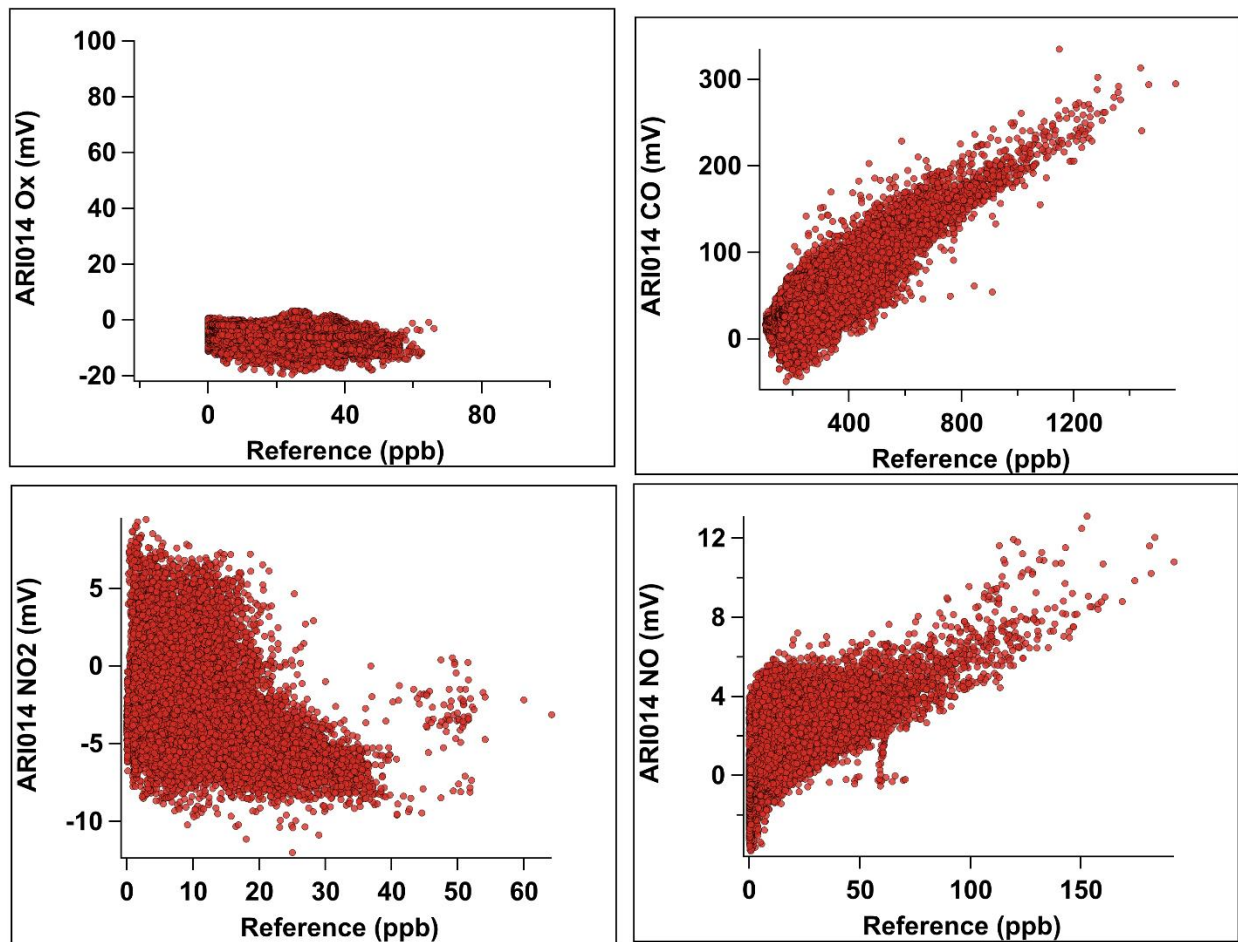 100
80
60
40
20
0
-20
ARI014 Ox (mV)
0 40 80
Reference (ppb)
300
200
100
0
ARI014 CO (mV)
400 800 1200
Reference (ppb)
5
0
-5
-10
ARI014 NO2 (mV)
0 10 20 30 40 50 60
Reference (ppb)
12
8
4
0
ARI014 NO (mV)
0 50 100 150
Reference (ppb)